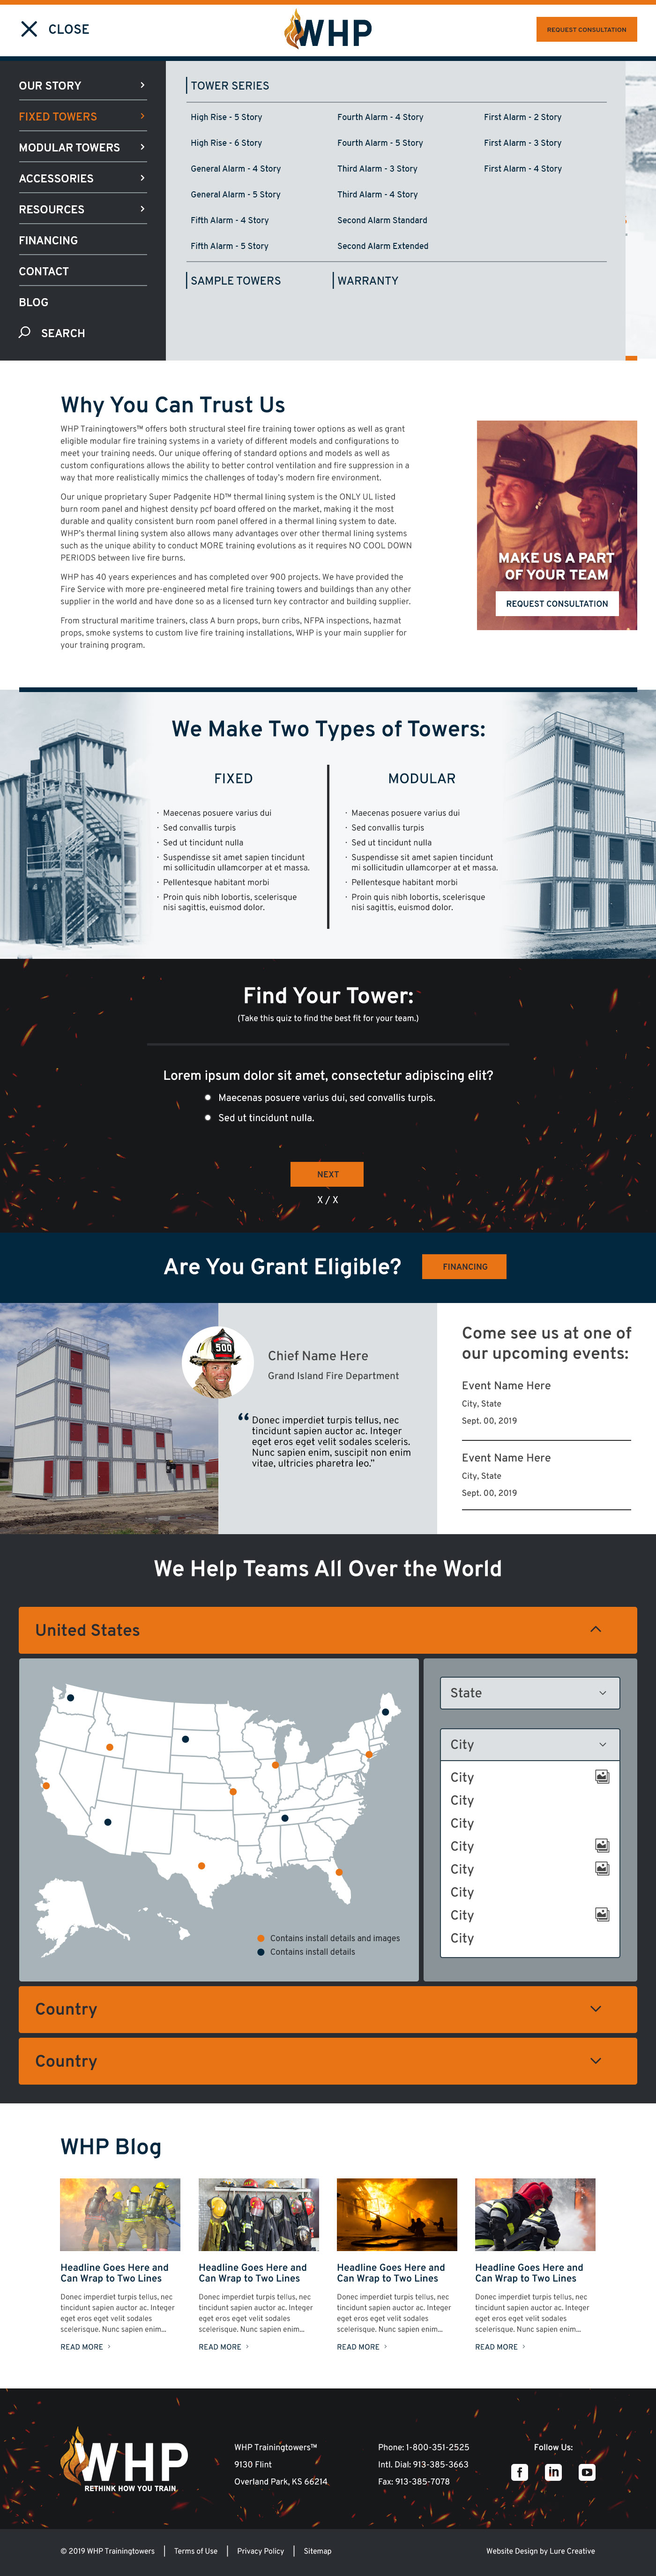 CLOSE
WHP
REQUEST CONSULTATION
OUR STORY
FIXED TOWERS
MODULAR TOWERS
ACCESSORIES
RESOURCES
FINANCING
CONTACT
BLOG
SEARCH
TOWER SERIES
High Rise - 5 Story
High Rise - 6 Story
General Alarm - 4 Story
General Alarm - 5 Story
Fifth Alarm - 4 Story
Fifth Alarm - 5 Story
Fourth Alarm - 4 Story
Fourth Alarm - 5 Story
Third Alarm - 3 Story
Third Alarm - 4 Story
Second Alarm Standard
Second Alarm Extended
First Alarm - 2 Story
First Alarm - 3 Story
First Alarm - 4 Story
SAMPLE TOWERS
WARRANTY
Why You Can Trust Us
WHP Trainingtowers™ offers both structural steel fire training tower options as well as grant
eligible modular fire training systems in a variety of different models and configurations to
meet your training needs. Our unique offering of standard options and models as well as
custom configurations allows the ability to better control ventilation and fire suppression in a
way that more realistically mimics the challenges of today's modern fire environment.
Our unique proprietary Super Padgenite HD™ thermal lining system is the ONLY UL listed
burn room panel and highest density pcf board offered on the market, making it the most
durable and quality consistent burn room panel offered in a thermal lining system to date.
WHP's thermal lining system also allows many advantages over other thermal lining systems
such as the unique ability to conduct MORE training evolutions as it requires NO COOL DOWN
PERIODS between live fire burns.
WHP has 40 years experiences and has completed over 900 projects. We have provided the
Fire Service with more pre-engineered metal fire training towers and buildings than any other
supplier in the world and have done so as a licensed turn key contractor and building supplier.
From structural maritime trainers, class A burn props, burn cribs, NFPA inspections, hazmat
props, smoke systems to custom live fire training installations, WHP is your main supplier for
your training program.
MAKE US A PART
OF YOUR TEAM
REQUEST CONSULTATION
We Make Two Types of Towers:
FIXED
· Maecenas posuere varius dui
· Sed convallis turpis
· Sed ut tincidunt nulla
· Suspendisse sit amet sapien tincidunt
mi sollicitudin ullamcorper at et massa.
· Pellentesque habitant morbi
· Proin quis nibh lobortis, scelerisque
nisi sagittis, euismod dolor.
MODULAR
· Maecenas posuere varius dui
· Sed convallis turpis
· Sed ut tincidunt nulla
· Suspendisse sit amet sapien tincidunt
mi sollicitudin ullamcorper at et massa.
· Pellentesque habitant morbi
· Proin quis nibh lobortis, scelerisque
nisi sagittis, euismod dolor.
Find Your Tower:
(Take this quiz to find the best fit for your team.)
Lorem ipsum dolor sit amet, consectetur adipiscing elit?
Maecenas posuere varius dui, sed convallis turpis.
Sed ut tincidunt nulla.
NEXT
X / X
Are You Grant Eligible?
FINANCING
500
Chief Name Here
Grand Island Fire Department
“ Donec imperdiet turpis tellus, nec
tincidunt sapien auctor ac. Integer
eget eros eget velit sodales sceleris.
Nunc sapien enim, suscipit non enim
vitae, ultricies pharetra leo.”
Come see us at one of
our upcoming events:
Event Name Here
City, State
Sept. 00, 2019
Event Name Here
City, State
Sept. 00, 2019
We Help Teams All Over the World
United States
Contains install details and images
Contains install details
State
City
City
City
City
City
City
City
City
City
Country
Country
WHP Blog
Headline Goes Here and
Can Wrap to Two Lines
Donec imperdiet turpis tellus, nec
tincidunt sapien auctor ac. Integer
eget eros eget velit sodales
scelerisque. Nunc sapien enim...
READ MORE
Headline Goes Here and
Can Wrap to Two Lines
Donec imperdiet turpis tellus, nec
tincidunt sapien auctor ac. Integer
eget eros eget velit sodales
scelerisque. Nunc sapien enim...
READ MORE
Headline Goes Here and
Can Wrap to Two Lines
Donec imperdiet turpis tellus, nec
tincidunt sapien auctor ac. Integer
eget eros eget velit sodales
scelerisque. Nunc sapien enim...
READ MORE
Headline Goes Here and
Can Wrap to Two Lines
Donec imperdiet turpis tellus, nec
tincidunt sapien auctor ac. Integer
eget eros eget velit sodales
scelerisque. Nunc sapien enim...
READ MORE
WHP
RETHINK HOW YOU TRAIN
WHP Trainingtowers™
9130 Flint
Overland Park, KS 66214
Phone: 1-800-351-2525
Intl. Dial: 913-385-3663
Fax: 913-385-7078
Follow Us:
© 2019 WHP Trainingtowers
Terms of Use
Privacy Policy
Sitemap
Website Design by Lure Creative